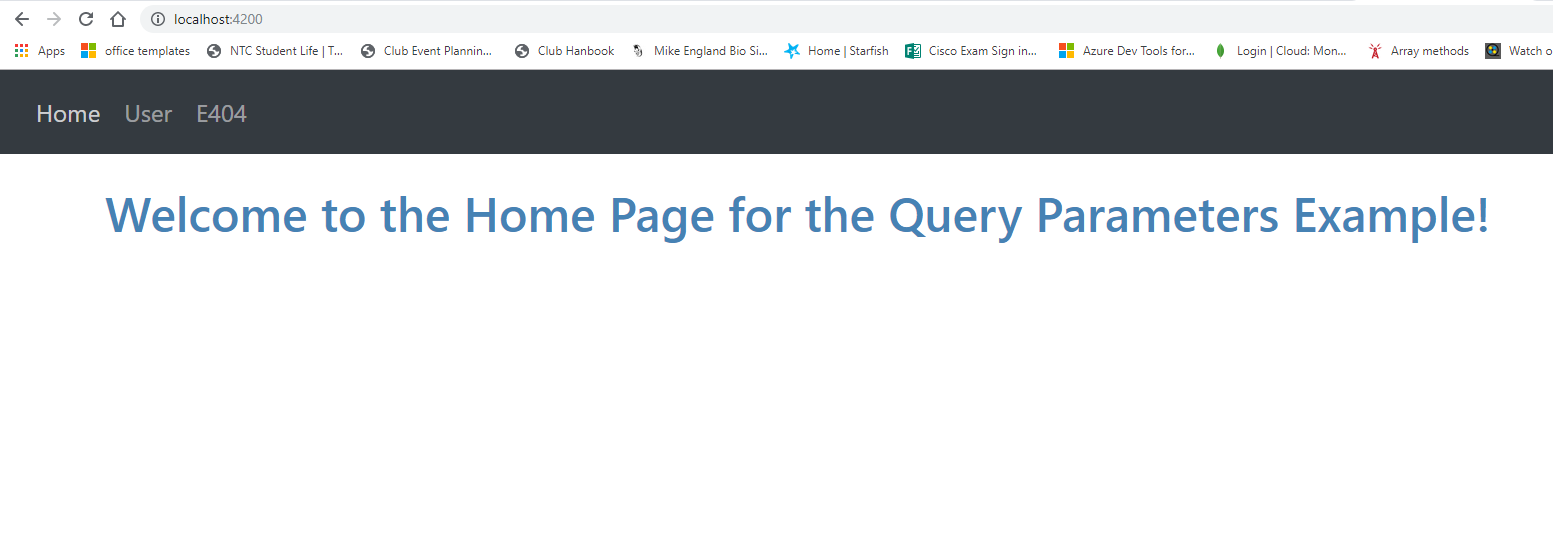 localhost:4200
Apps office templates NTC Student Life | T... Club Event Plannin... Club Hanbook Mike England Bio Si... Home | Starfish Cisco Exam Sign in... Azure Dev Tools for... Login | Cloud: Mon... Array methods Watch o
Home User E404
Welcome to the Home Page for the Query Parameters Example!